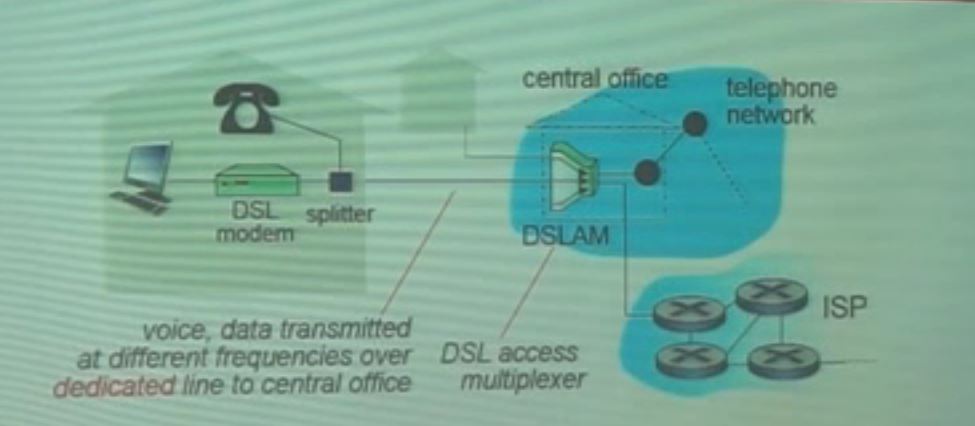 central office
telephone
network
DSL
modem
splitter
DSLAM
ISP
voice, data transmitted
at different frequencies over
dedicated line to central office
DSL access
multiplexer